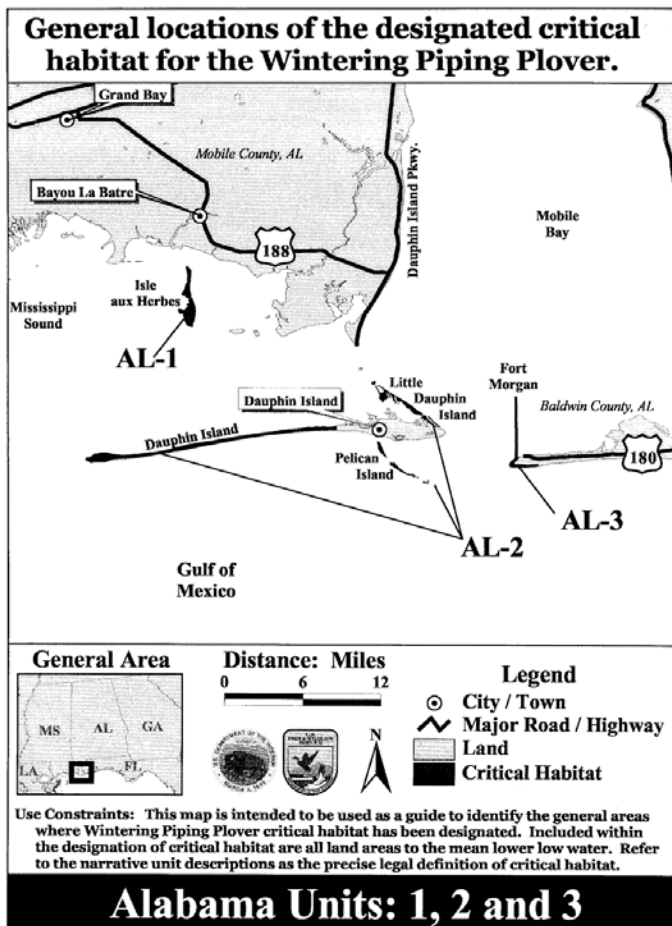 General locations of the designated critical
habitat for the Wintering Piping Plover.
Grand Bay
Mobile County, AL
Bayou La Batre
Dauphin Island Pkwy.
Mobile
Bay
188
Isle
aux Herbes
Mississippi
Sound
AL-1
Fort
Morgan
Little
Dauphin
Island
Dauphin Island
Baldwin County, AL
Dauphin Island
Pelican
Island
180
AL-2
AL-3
Gulf of
Mexico
General Area
MS
AL
GA
LA
FL
Distance: Miles
0 6 12
N
Legend
City / Town
Major Road / Highway
Land
Critical Habitat
Use Constraints: This map is intended to be used as a guide to identify the general areas
where Wintering Piping Plover critical habitat has been designated. Included within
the designation of critical habitat are all land areas to the mean lower low water. Refer
to the narrative unit descriptions as the precise legal definition of critical habitat.
Alabama Units: 1, 2 and 3